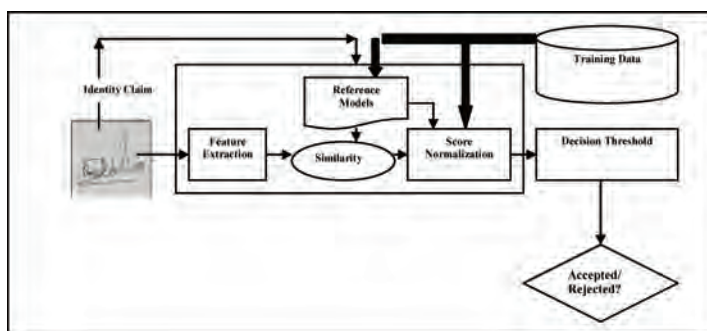 Training Data
Identity Claim
Reference
Models
Feature
Extraction
Similarity
Score
Normalization
Decision Threshold
Accepted/
Rejected?